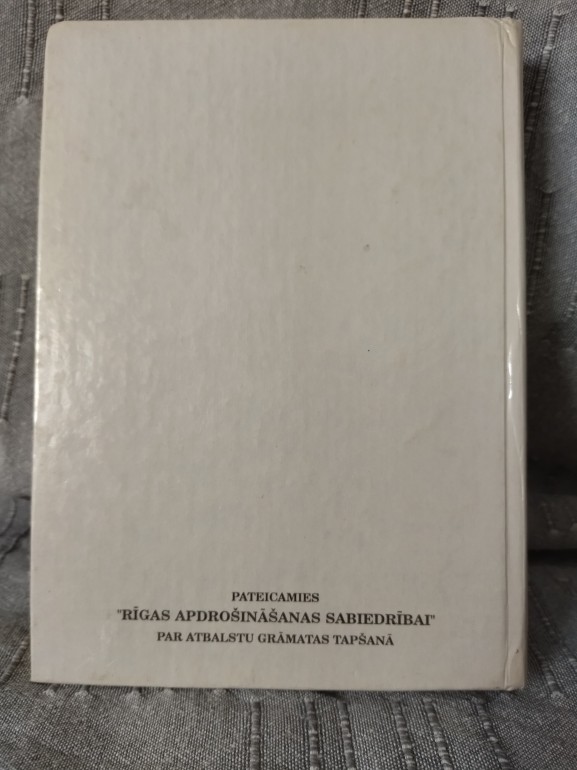 PATEICAMIES
"RĪGAS APDROŠINĀŠANAS SABIEDRĪBAI"
PAR ATBALSTU GRĀMATAS TAPŠANĀ